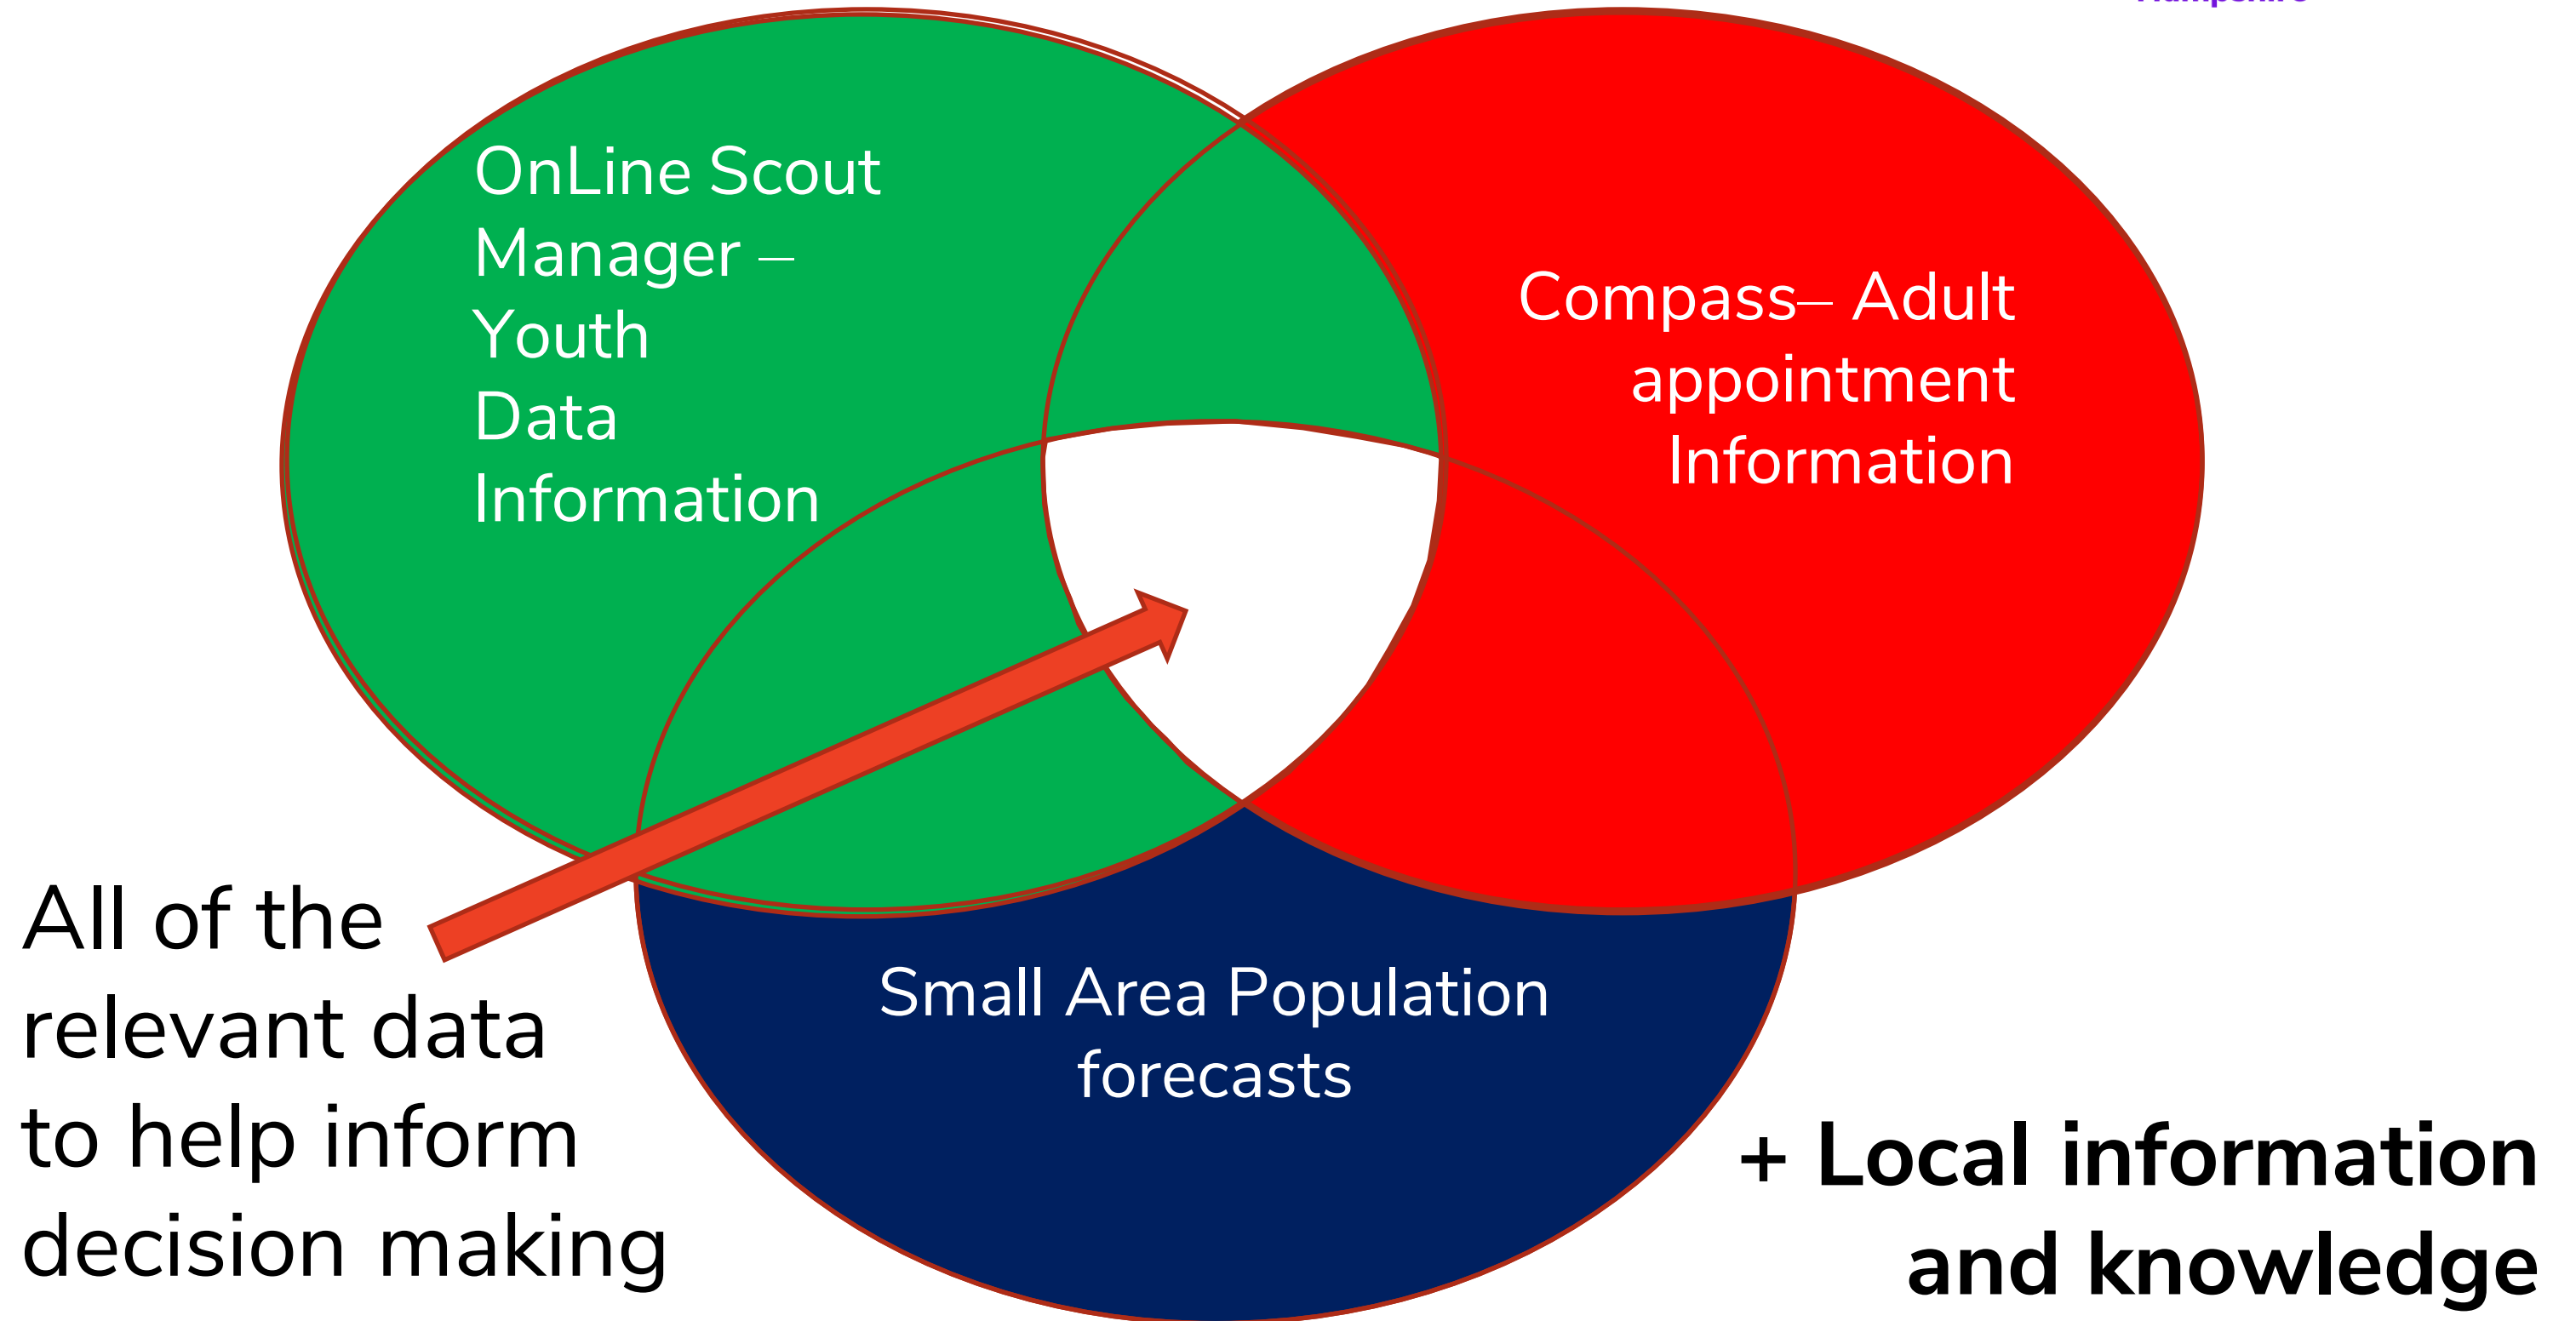 OnLine Scout
Manager –
Youth
Data
Information
Compass– Adult
appointment
Information
All of the
relevant data
to help inform
decision making
Small Area Population
forecasts
+ Local information
and knowledge